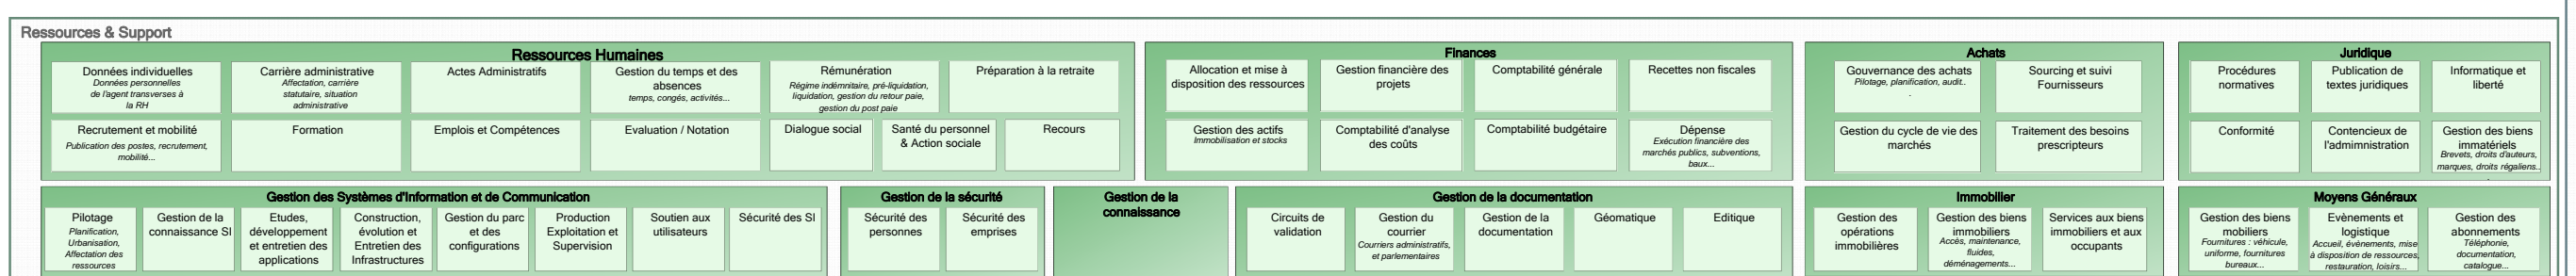 Ressources & Support
Ressources Humaines
Données individuelles
Données personnelles
de l'agent transverses à
la RH
Carrière administrative
Affectation, carrière
statutaire, situation
administrative
Actes Administratifs
Gestion du temps et des
absences
temps, congés, activités...
Rémunération
Régime indémnitaire, pré-liquidation,
liquidation, gestion du retour paie,
gestion du post paie
Préparation à la retraite
Recrutement et mobilité
Publication des postes, recrutement,
mobilité...
Formation
Emplois et Compétences
Evaluation / Notation
Dialogue social
Santé du personnel
& Action sociale
Recours
Finances
Allocation et mise à
disposition des ressources
Gestion financière des
projets
Comptabilité générale
Recettes non fiscales
Gestion des actifs
Immobilisation et stocks
Comptabilité d'analyse
des coûts
Comptabilité budgétaire
Dépense
Exécution financière des
marchés publics, subventions,
baux...
Achats
Gouvernance des achats
Pilotage, planification, audit..
.
Sourcing et suivi
Fournisseurs
Gestion du cycle de vie des
marchés
Traitement des besoins
prescripteurs
Juridique
Procédures
normatives
Publication de
textes juridiques
Informatique et
liberté
Conformité
Contencieux de
l'admimnistration
Gestion des biens
immatériels
Brevets, droits d'auteurs,
marques, droits régaliens..
.
Gestion des Systèmes d'Information et de Communication
Pilotage
Planification,
Urbanisation,
Affectation des
ressources
Gestion de la
connaissance SI
Etudes,
développement
et entretien des
applications
Construction,
évolution et
Entretien des
Infrastructures
Gestion du parc
et des
configurations
Production
Exploitation et
Supervision
Soutien aux
utilisateurs
Sécurité des SI
Gestion de la sécurité
Sécurité des
personnes
Sécurité des
emprises
Gestion de la
connaissance
Gestion de la documentation
Circuits de
validation
Gestion du
courrier
Courriers administratifs,
et parlementaires
Gestion de la
documentation
Géomatique
Editique
Immobilier
Gestion des
opérations
immobilières
Gestion des biens
immobiliers
Accès, maintenance,
fluides,
déménagements...
Services aux biens
immobiliers et aux
occupants
Moyens Généraux
Gestion des biens
mobiliers
Fournitures : véhicule,
uniforme, fournitures
bureaux...
Evènements et
logistique
Accueil, évènements, mise
à disposition de ressources,
restauration, loisirs...
Gestion des
abonnements
Téléphonie,
documentation,
catalogue...